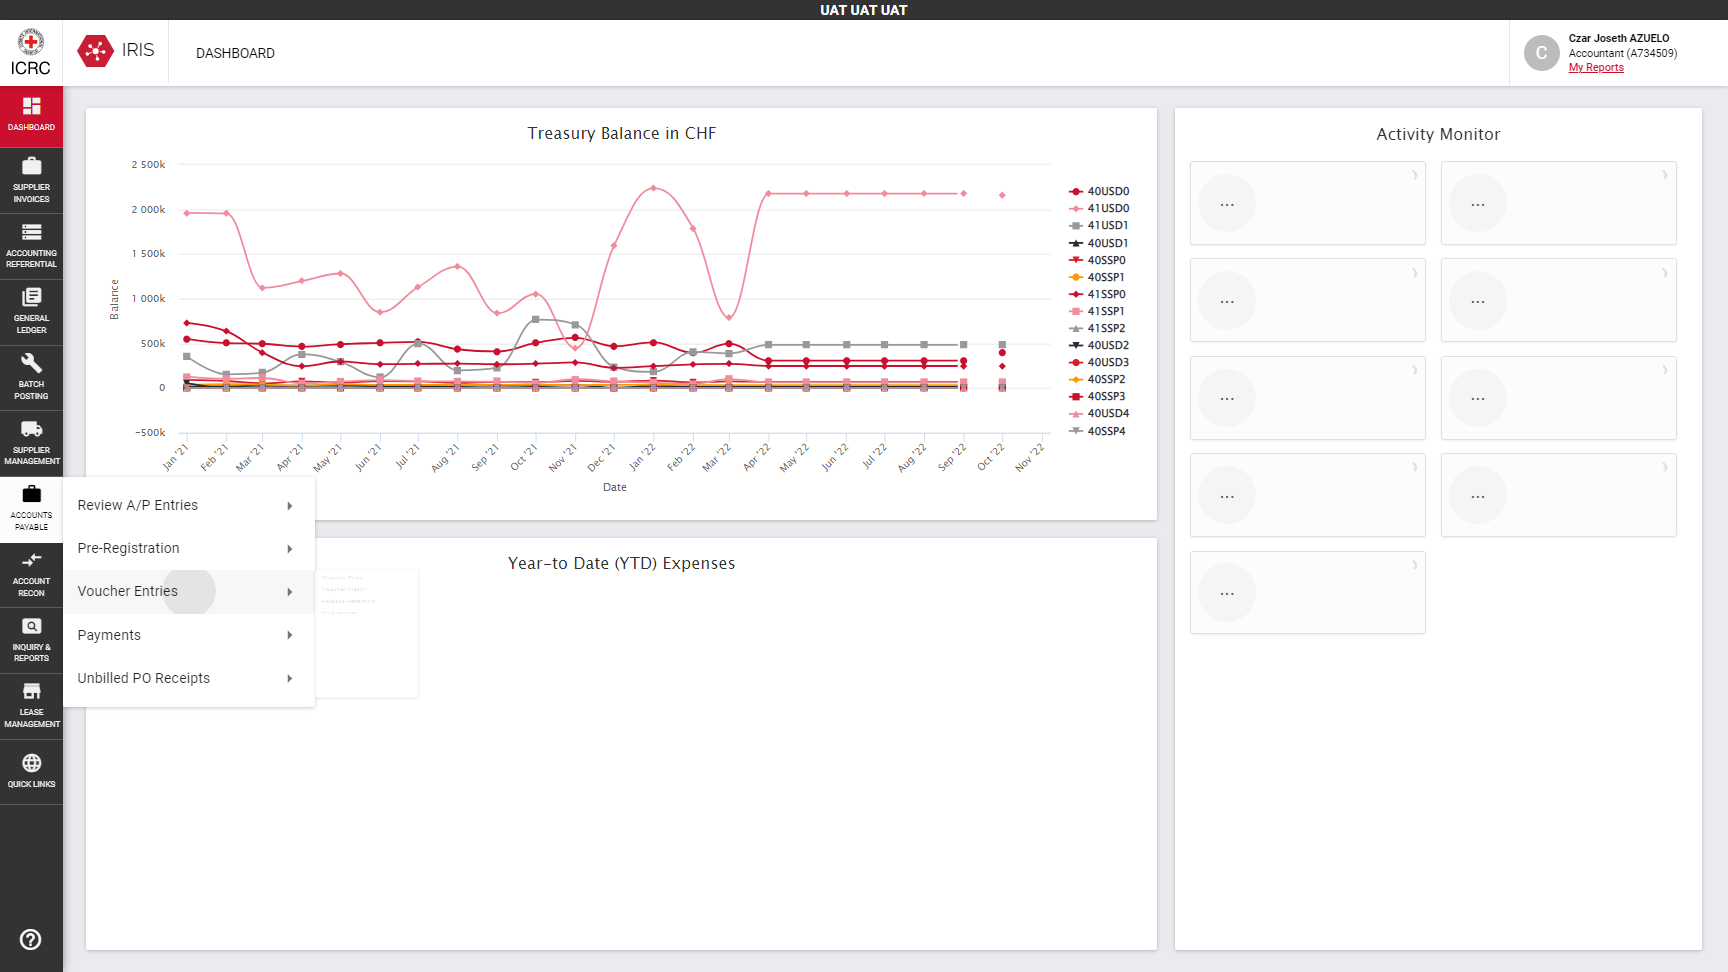 UAT UAT UAT
ICRC
IRIS
DASHBOARD
C
Czar Joseth AZUELO
Accountant (A734509)
My Reports
DASHBOARD
SUPPLIER
INVOICES
ACCOUNTING
REFERENTIAL
GENERAL
LEDGER
BATCH
POSTING
SUPPLIER
MANAGEMENT
ACCOUNTS
PAYABLE
ACCOUNT
RECON
INQUIRY &
REPORTS
LEASE
MANAGEMENT
QUICK LINKS
Review A/P Entries
Pre-Registration
Voucher Entries
Payments
Unbilled PO Receipts
Treasury Balance in CHF
Balance
2 500k
2 000k
1 500k
1 000k
500k
0
-500k
Jan '21
Feb '21
Mar '21
Apr '21
May '21
Jun '21
Jul '21
Aug '21
Sep '21
Oct '21
Nov '21
Dec '21
Jan '22
Feb '22
Mar '22
Apr '22
May '22
Jun '22
Jul '22
Aug '22
Sep '22
Oct '22
Nov '22
Date
40USD0
41USD0
41USD1
40USD1
40SSP0
40SSP1
41SSP0
41SSP1
41SSP2
40USD2
40USD3
40SSP2
40SSP3
40USD4
40SSP4
Year-to Date (YTD) Expenses
Activity Monitor
...
...
...
...
...
...
...
...
...